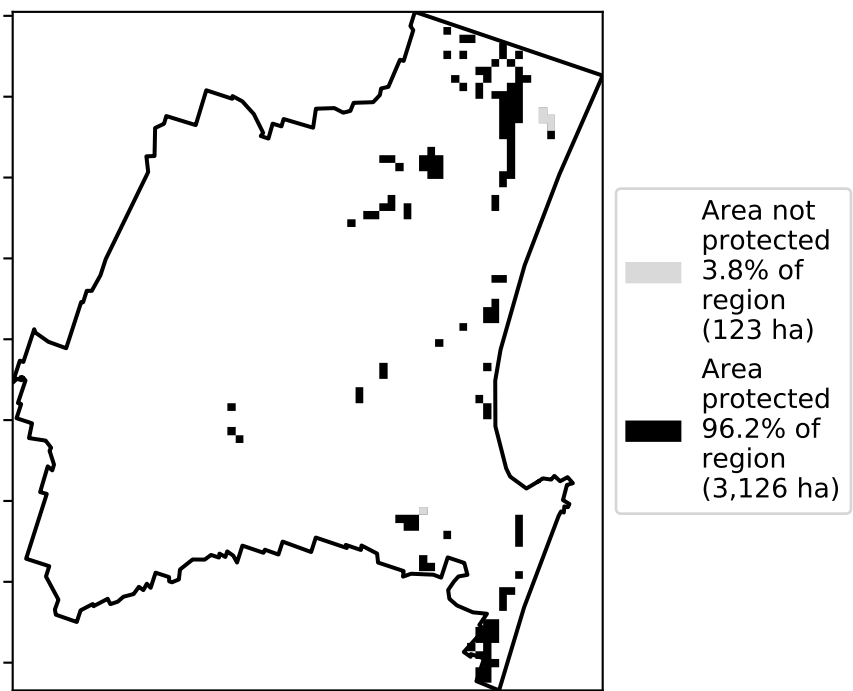 Area not
protected
3.8% of
region
(123 ha)
Area
protected
96.2% of
region
(3,126 ha)